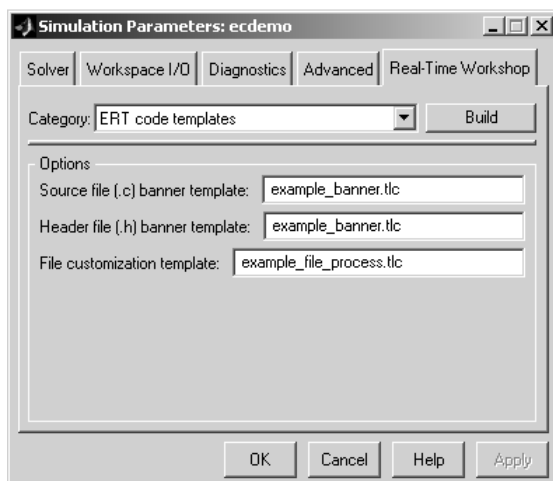 Simulation Parameters: ecdemo
Solver Workspace I/O Diagnostics Advanced Real-Time Workshop
Category: ERT code templates Build
Options
Source file (.c) banner template: example_banner.tlc
Header file (.h) banner template: example_banner.tlc
File customization template: example_file_process.tlc
OK Cancel Help Apply